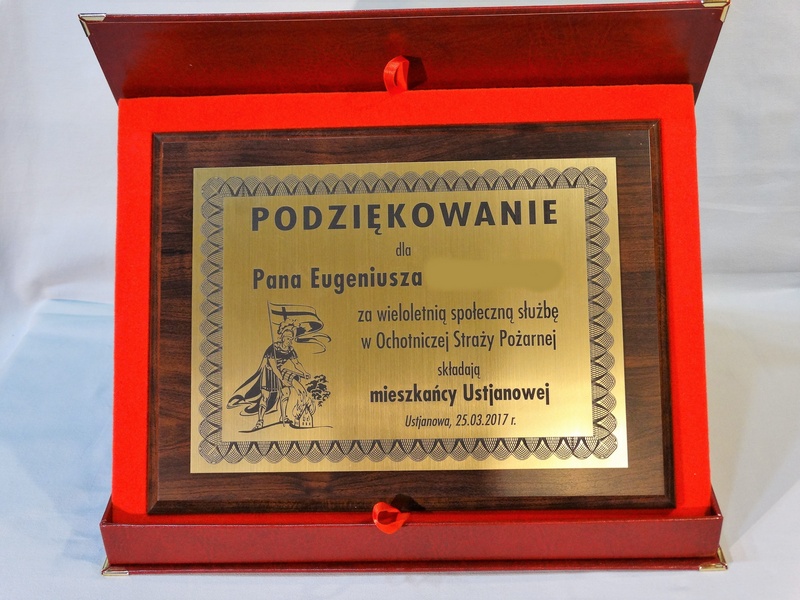 PODZIĘKOWANIE
dla
Pana Eugeniusza
za wieloletnią społeczną służbę
w Ochotniczej Straży Pożarnej
składają
mieszkańcy Ustjanowej
Ustjanowa, 25.03.2017 r.